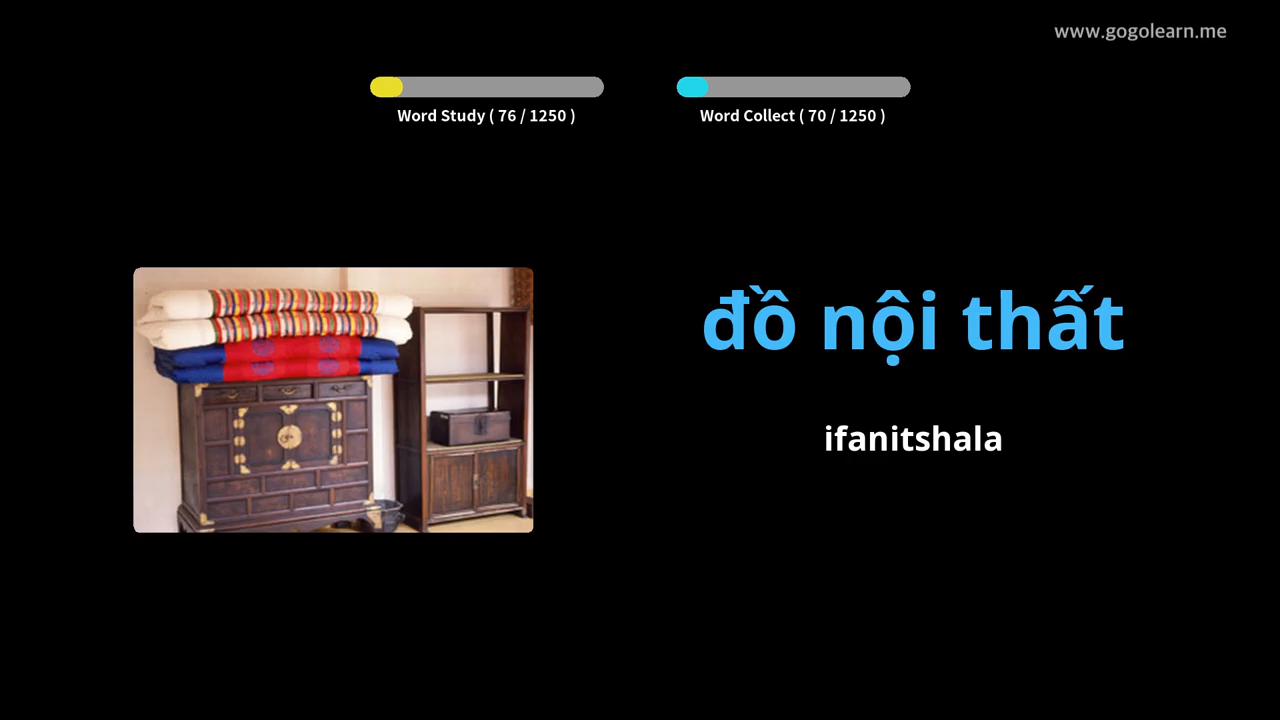 www.gogolearn.me
Word Study ( 76 / 1250 )
Word Collect ( 70 / 1250 )
đồ nội thất
ifanitshala